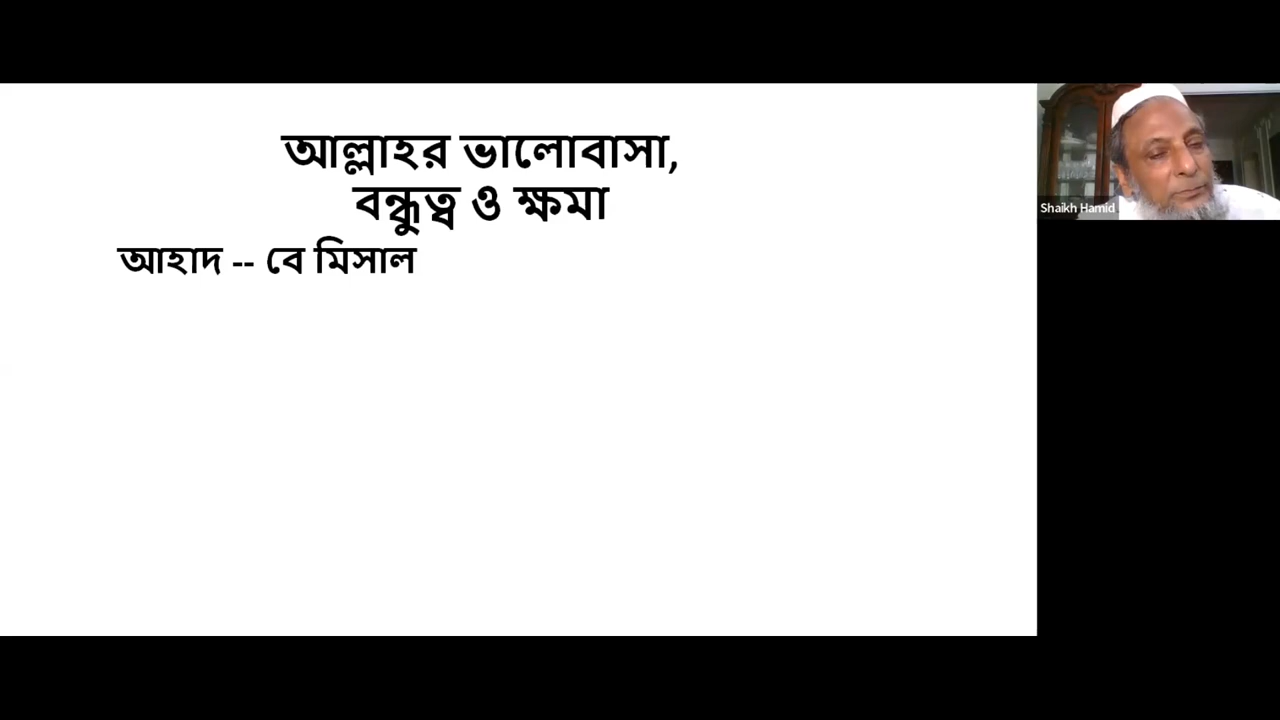 আল্লাহর ভালোবাসা,
বন্ধুত্ব ও ক্ষমা
আহাদ -- বে মিসাল
Shaikh Hamid